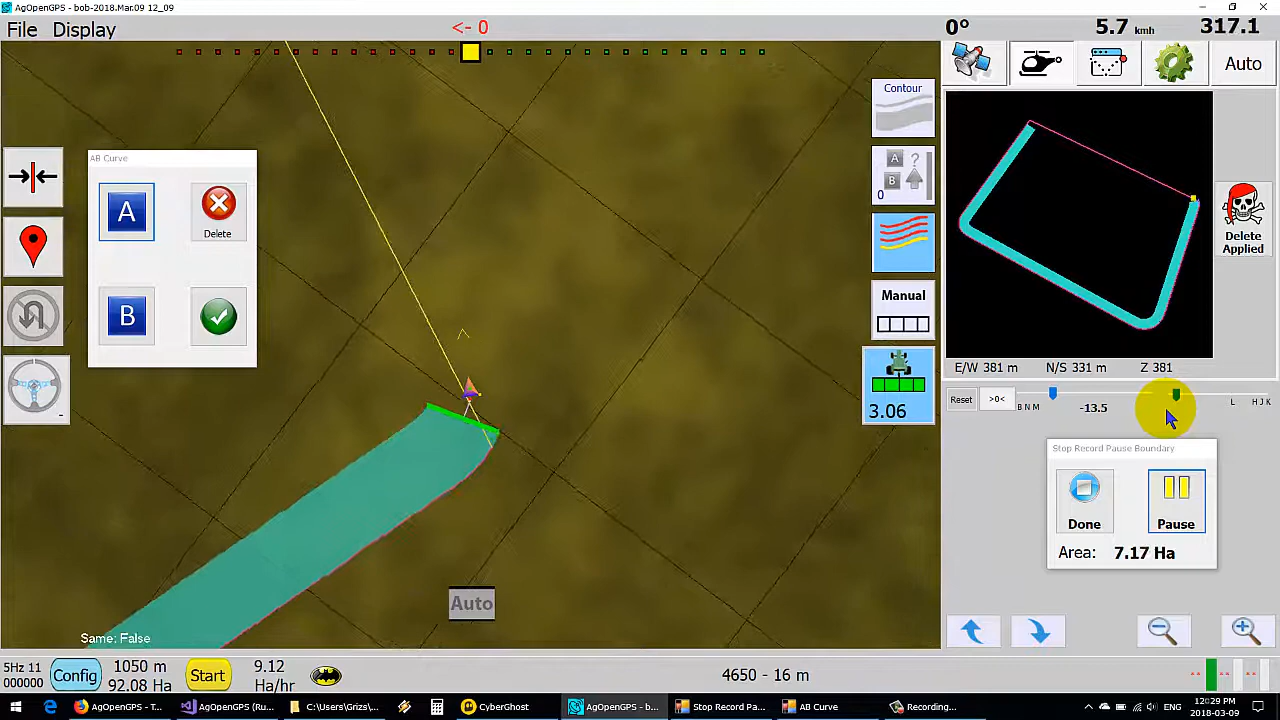 AgOpenGPS - bob-2018.Mar.09 12_09
File Display
<- 0
0° 5.7 kmh 317.1
Auto
Contour
AB Curve
A
Delete
B
A ?
B
0
Manual
3.06
Delete
Applied
E/W 381 m N/S 331 m Z 381
Reset >0< B N M -13.5 L H J K
Stop Record Pause Boundary
Done Pause
Area: 7.17 Ha
Auto
Same: False
5Hz 11
000000
Config
1050 m
92.08 Ha
Start
9.12
Ha/hr
4650 - 16 m
AgOpenGPS - T...
AgOpenGPS (Ru...
C:\Users\Grizs\...
CyberGhost
AgOpenGPS - b...
Stop Record Pa...
AB Curve
Recording...
ENG
12:29 PM
2018-03-09